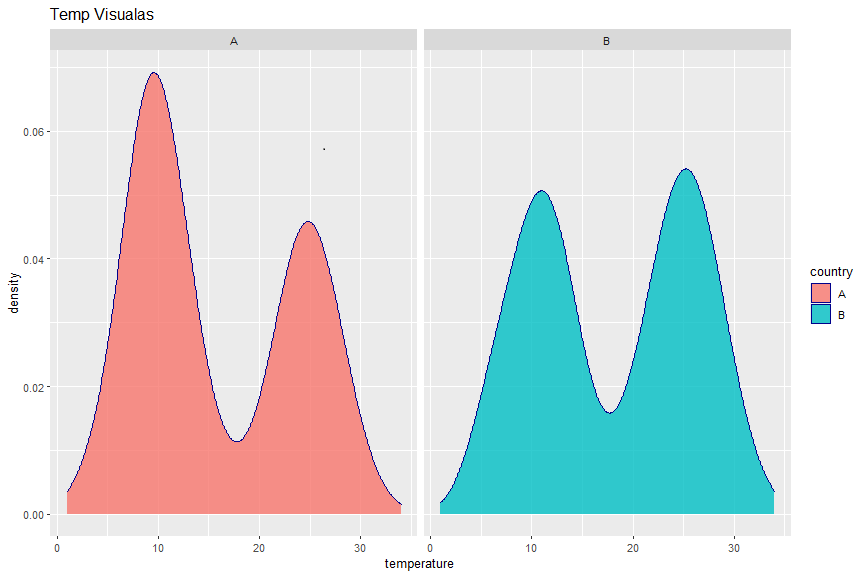 Temp Visualas
A
B
0.06
0.04
0.02
0.00
density
0 10 20 30
0 10 20 30
temperature
country
A
B